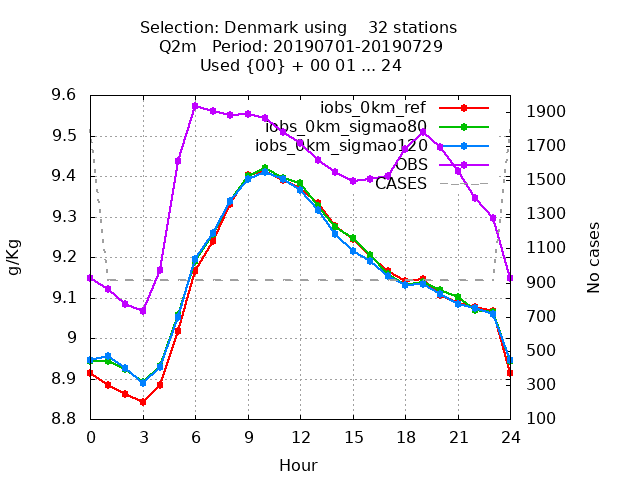 Selection: Denmark using    32 stations
Q2m   Period: 20190701-20190729
Used {00} + 00 01 ... 24
iobs_0km_ref
iobs_0km_sigmao80
iobs_0km_sigmao120
OBS
CASES
9.6
9.5
9.4
9.3
9.2
9.1
9
8.9
8.8
g/Kg
1900
1700
1500
1300
1100
900
700
500
300
100
No cases
0 3 6 9 12 15 18 21 24
Hour